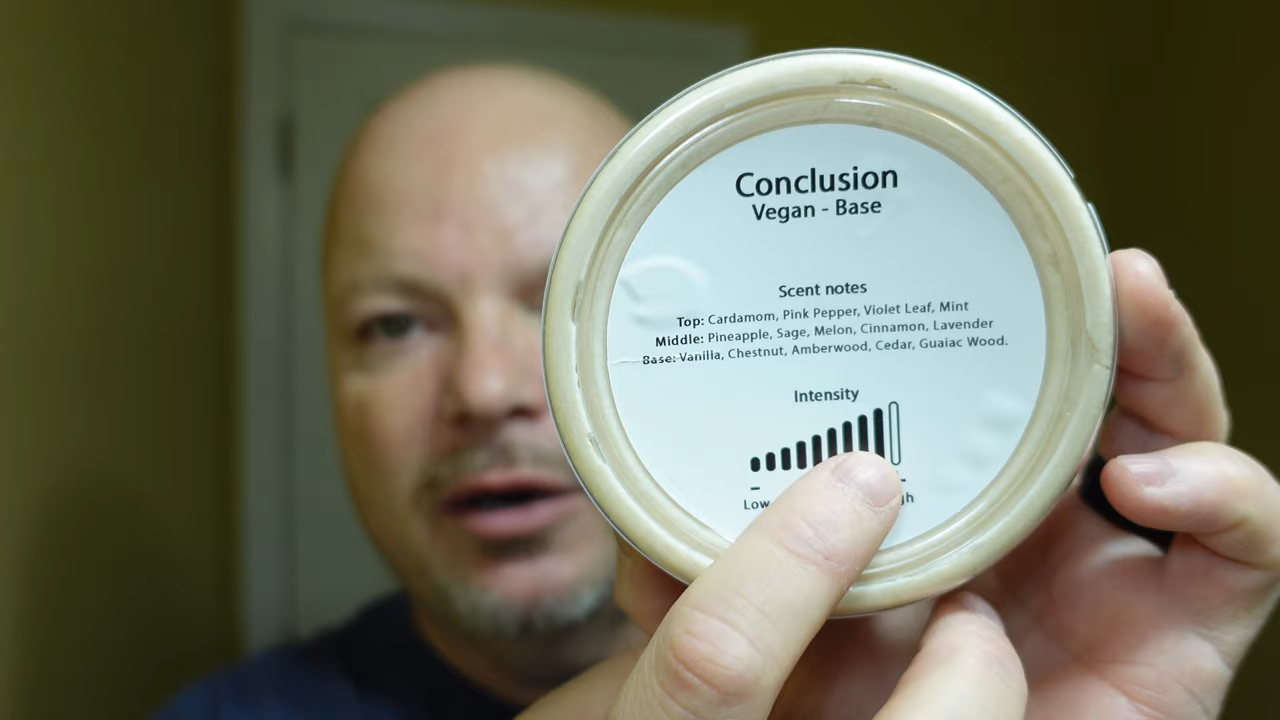 Conclusion
Vegan - Base
Scent notes
Top: Cardamom, Pink Pepper, Violet Leaf, Mint
Middle: Pineapple, Sage, Melon, Cinnamon, Lavender
Base: Vanilla, Chestnut, Amberwood, Cedar, Guaiac Wood.
Intensity
Low